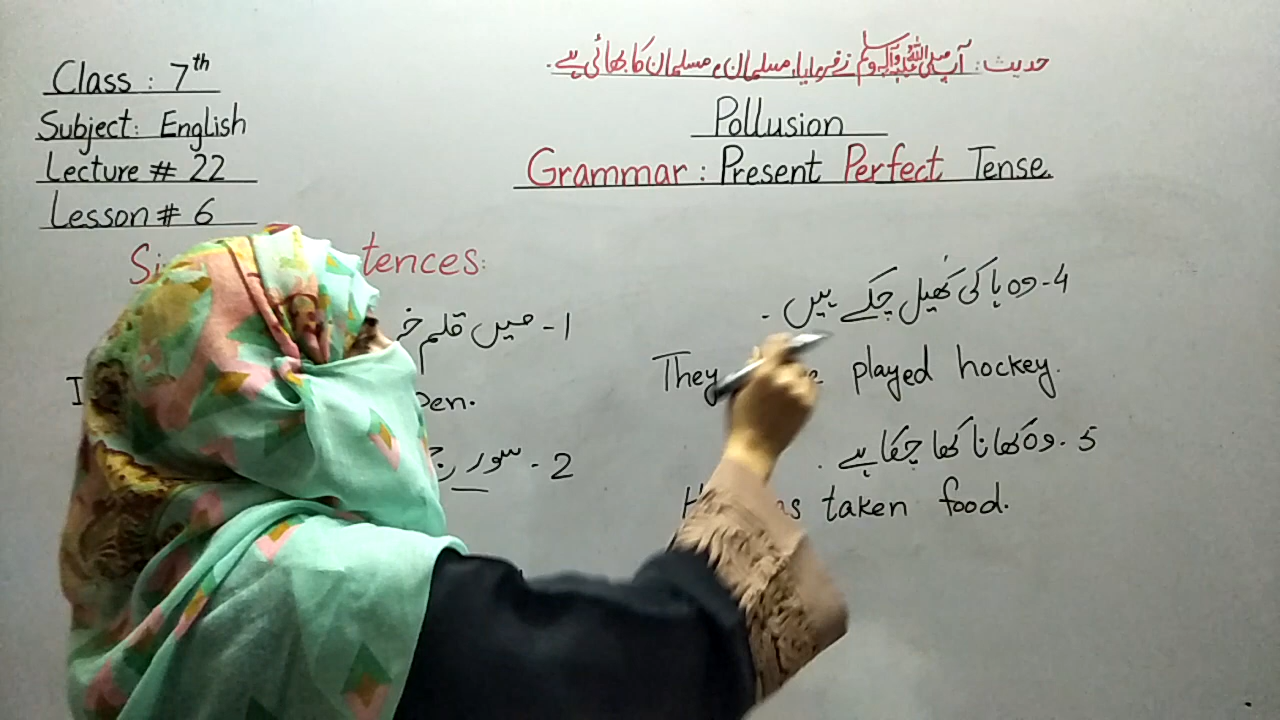 Class : 7th
Subject: English
Lecture # 22
Lesson # 6
حدیث: آپ صلی اللہ علیہ وسلم نے فرمایا، مسلمان، مسلمان کا بھائی ہے۔
Pollusion
Grammar : Present Perfect Tense.
tences:
1- میں قلم
I pen.
2- سورج
4- وہ ہاکی کھیل چکے ہیں۔
They played hockey.
5- وہ کھانا کھا چکا ہے۔
taken food.